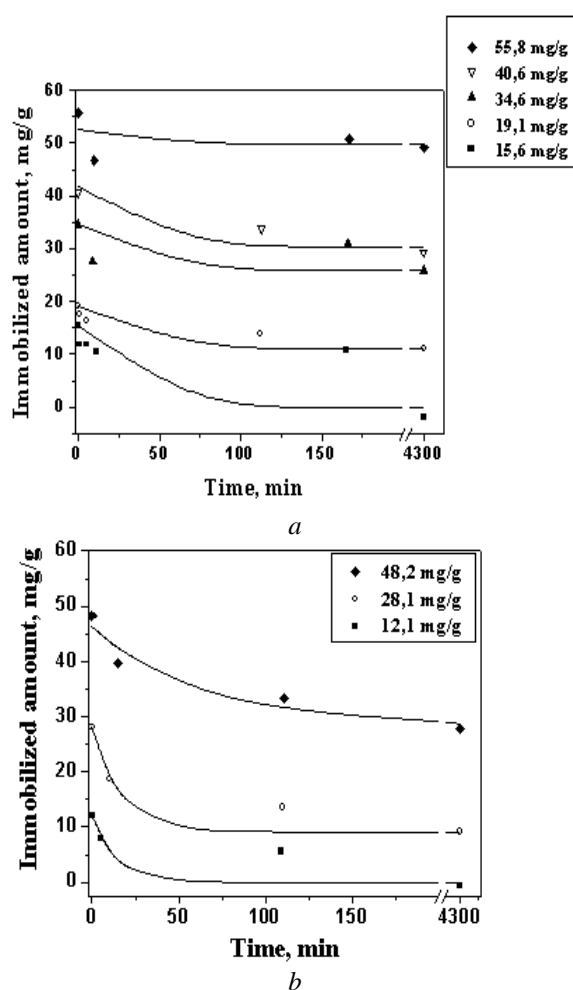 55,8 mg/g
40,6 mg/g
34,6 mg/g
19,1 mg/g
15,6 mg/g
Immobilized amount, mg/g
60
50
40
30
20
10
0
0 50 100 150 4300
Time, min
a
Immobilized amount, mg/g
60
50
40
30
20
10
0
48,2 mg/g
28,1 mg/g
12,1 mg/g
0 50 100 150 4300
Time, min
b